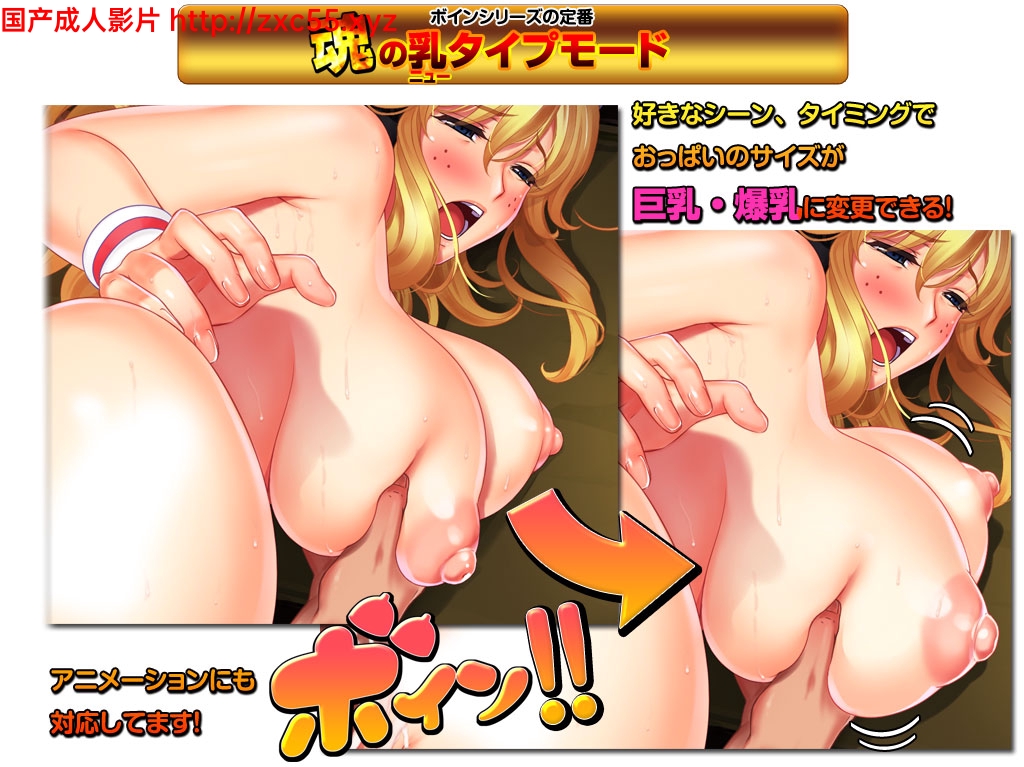 国产成人影片 http://zxc55.xyz
ボインシリーズの定番
魂の乳タイプモード
ニュー
好きなシーン、タイミングで
おっぱいのサイズが
巨乳・爆乳に変更できる!
アニメーションにも
対応してます!
ボイン!!